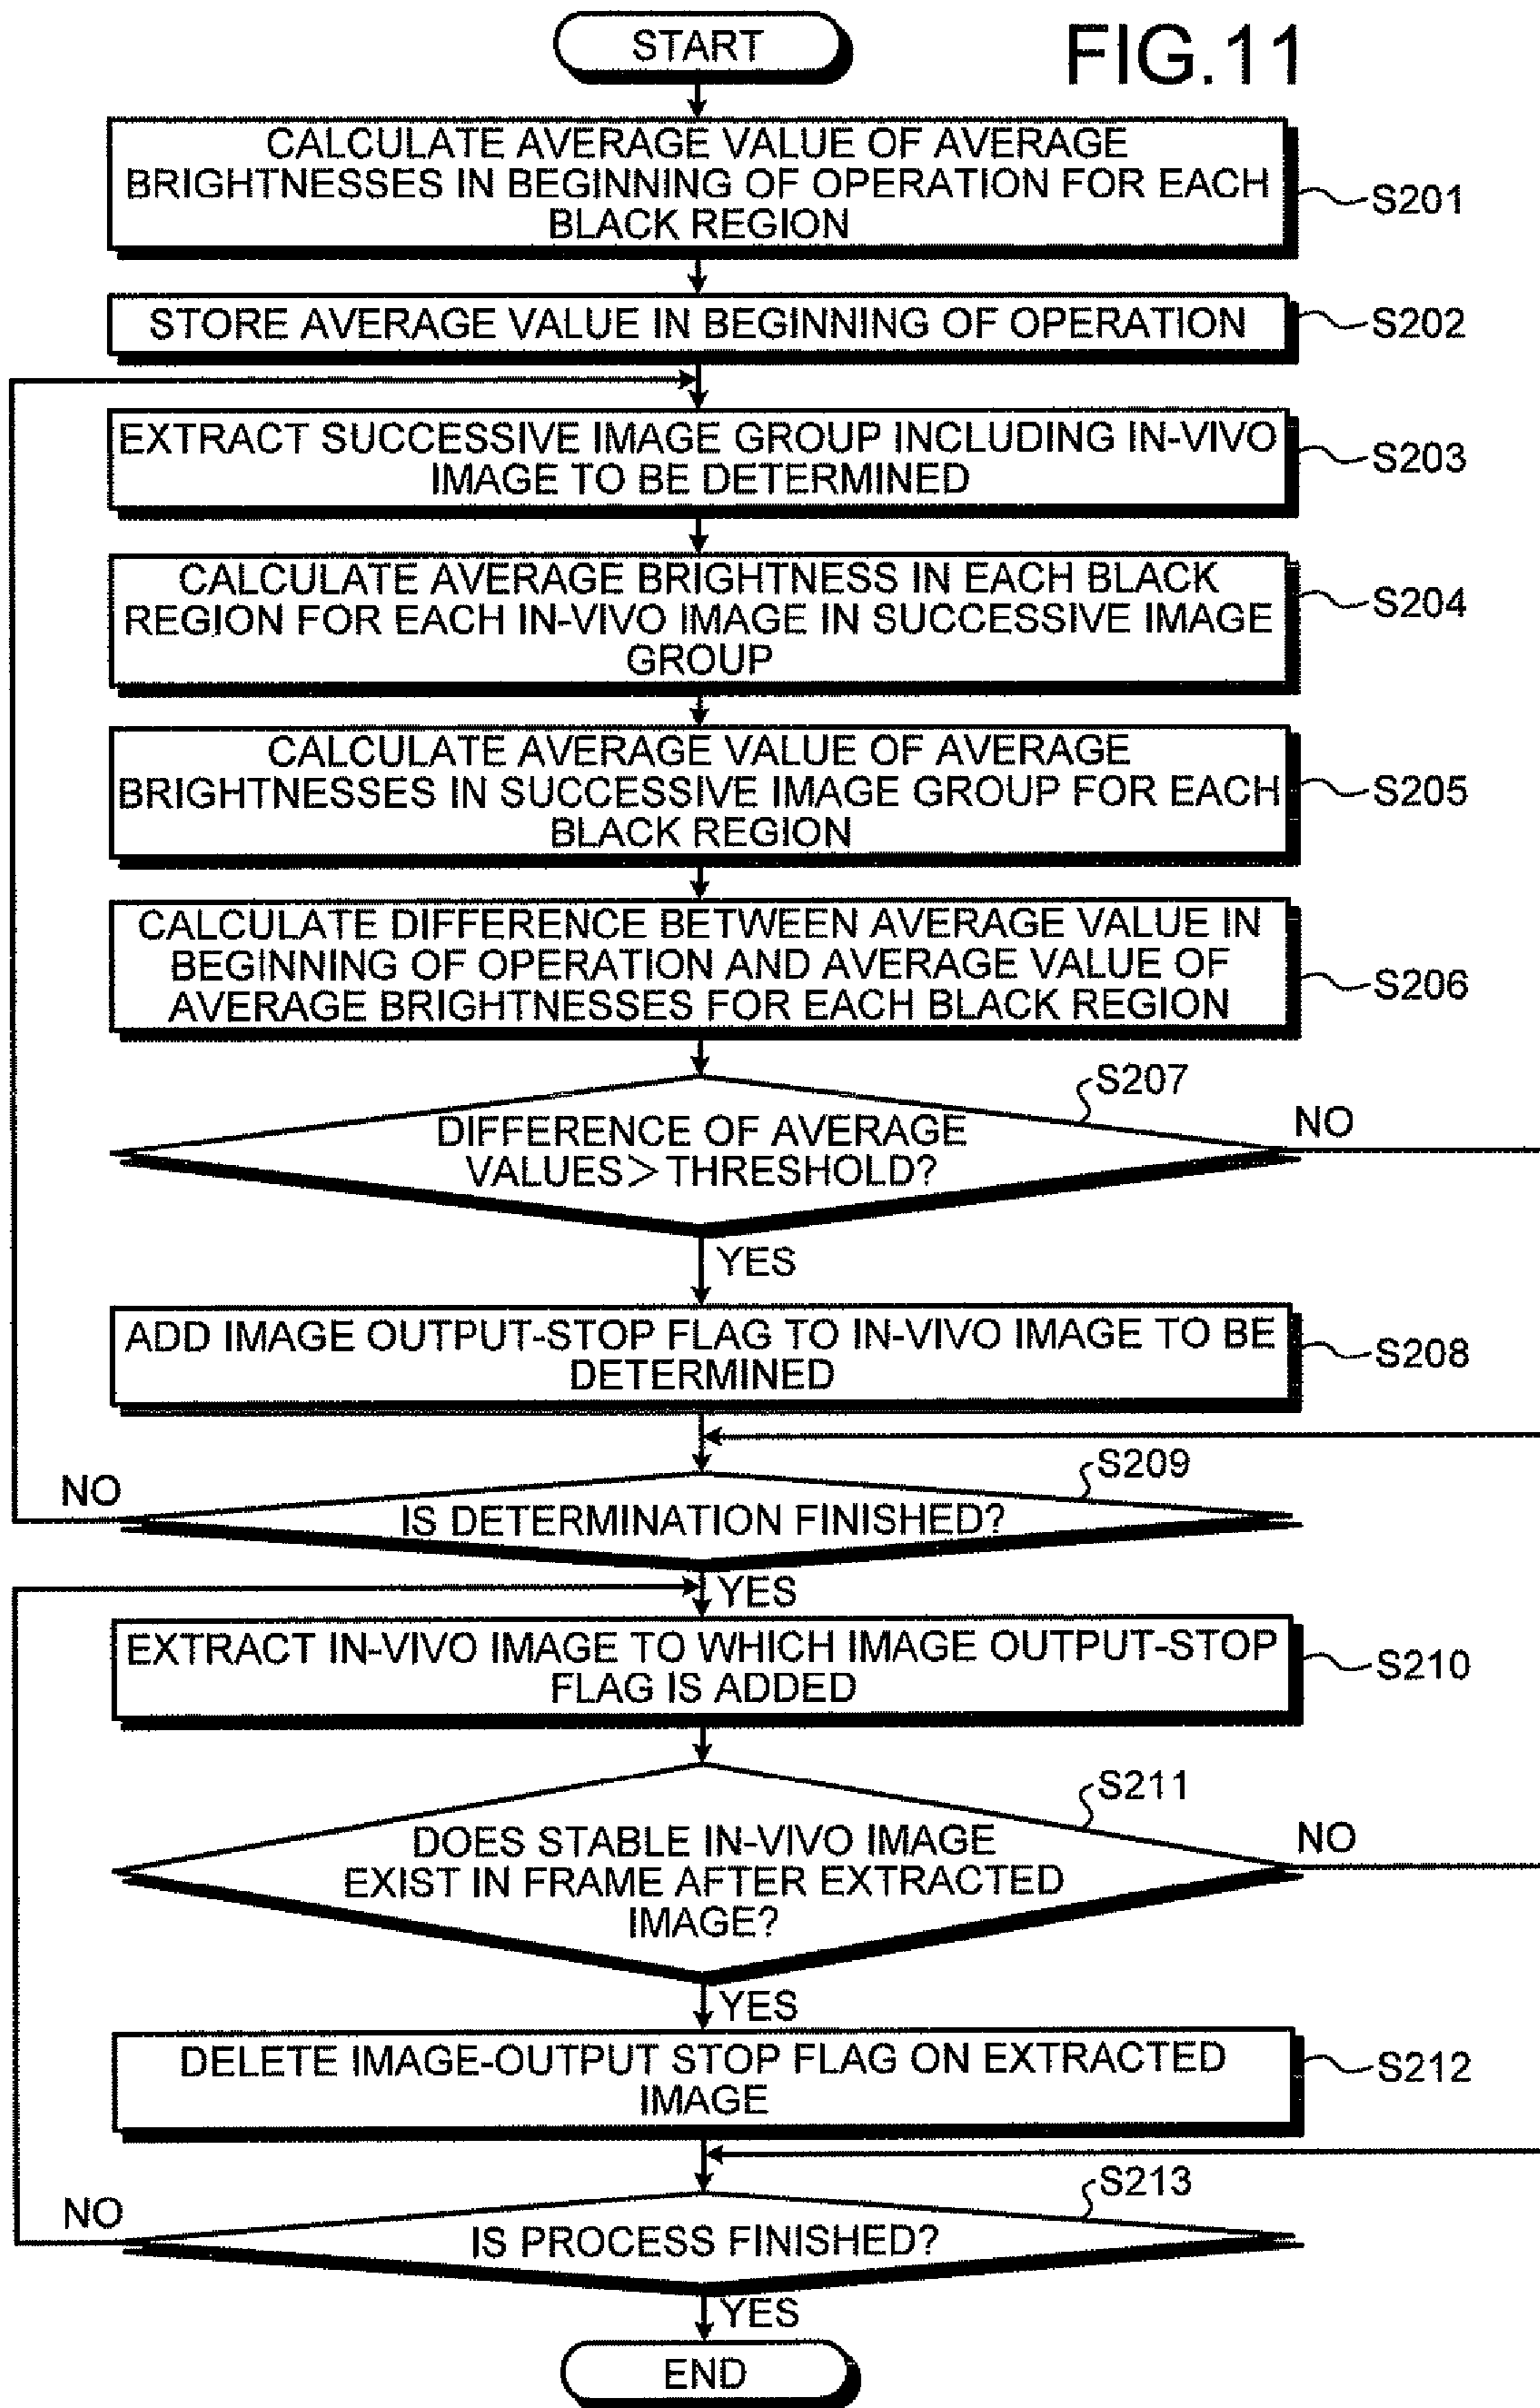 FIG.11
START
CALCULATE AVERAGE VALUE OF AVERAGE
BRIGHTNESSES IN BEGINNING OF OPERATION FOR EACH
BLACK REGION
S201
STORE AVERAGE VALUE IN BEGINNING OF OPERATION
S202
EXTRACT SUCCESSIVE IMAGE GROUP INCLUDING IN-VIVO
IMAGE TO BE DETERMINED
S203
CALCULATE AVERAGE BRIGHTNESS IN EACH BLACK
REGION FOR EACH IN-VIVO IMAGE IN SUCCESSIVE IMAGE
GROUP
S204
CALCULATE AVERAGE VALUE OF AVERAGE
BRIGHTNESSES IN SUCCESSIVE IMAGE GROUP FOR EACH
BLACK REGION
S205
CALCULATE DIFFERENCE BETWEEN AVERAGE VALUE IN
BEGINNING OF OPERATION AND AVERAGE VALUE OF
AVERAGE BRIGHTNESSES FOR EACH BLACK REGION
S206
S207
DIFFERENCE OF AVERAGE
VALUES>THRESHOLD?
NO
YES
ADD IMAGE OUTPUT-STOP FLAG TO IN-VIVO IMAGE TO BE
DETERMINED
S208
S209
NO
IS DETERMINATION FINISHED?
YES
EXTRACT IN-VIVO IMAGE TO WHICH IMAGE OUTPUT-STOP
FLAG IS ADDED
S210
S211
DOES STABLE IN-VIVO IMAGE
EXIST IN FRAME AFTER EXTRACTED
IMAGE?
NO
YES
DELETE IMAGE-OUTPUT STOP FLAG ON EXTRACTED
IMAGE
S212
S213
NO
IS PROCESS FINISHED?
YES
END